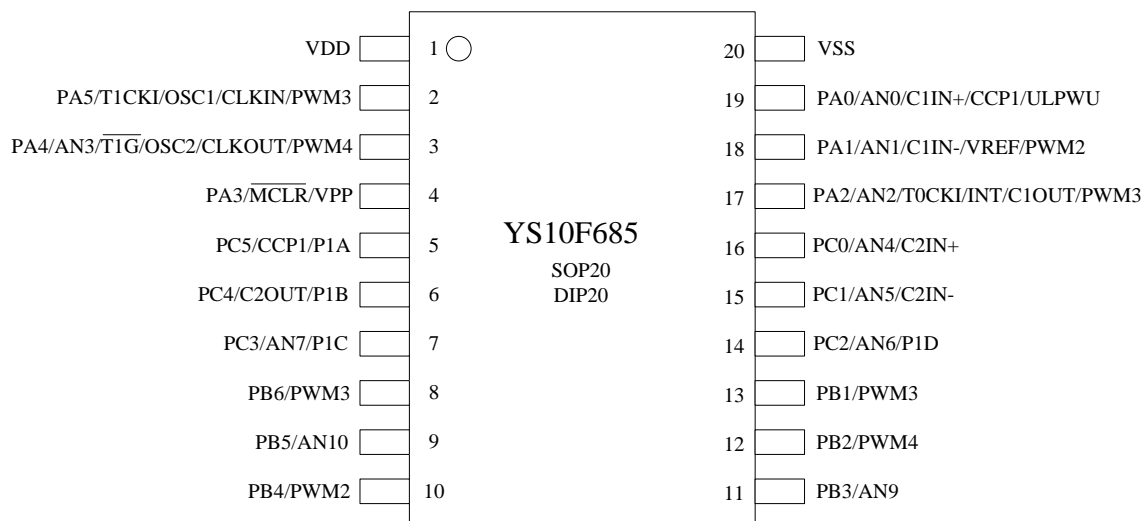 VDD 1 20 VSS
PA5/T1CKI/OSC1/CLKIN/PWM3 2 19 PA0/AN0/C1IN+/CCP1/ULPWU
PA4/AN3/T1G/OSC2/CLKOUT/PWM4 3 18 PA1/AN1/C1IN-/VREF/PWM2
PA3/MCLR/VPP 4 17 PA2/AN2/T0CKI/INT/C1OUT/PWM3
YS10F685
PC5/CCP1/P1A 5 16 PC0/AN4/C2IN+
SOP20
DIP20
PC4/C2OUT/P1B 6 15 PC1/AN5/C2IN-
PC3/AN7/P1C 7 14 PC2/AN6/P1D
PB6/PWM3 8 13 PB1/PWM3
PB5/AN10 9 12 PB2/PWM4
PB4/PWM2 10 11 PB3/AN9